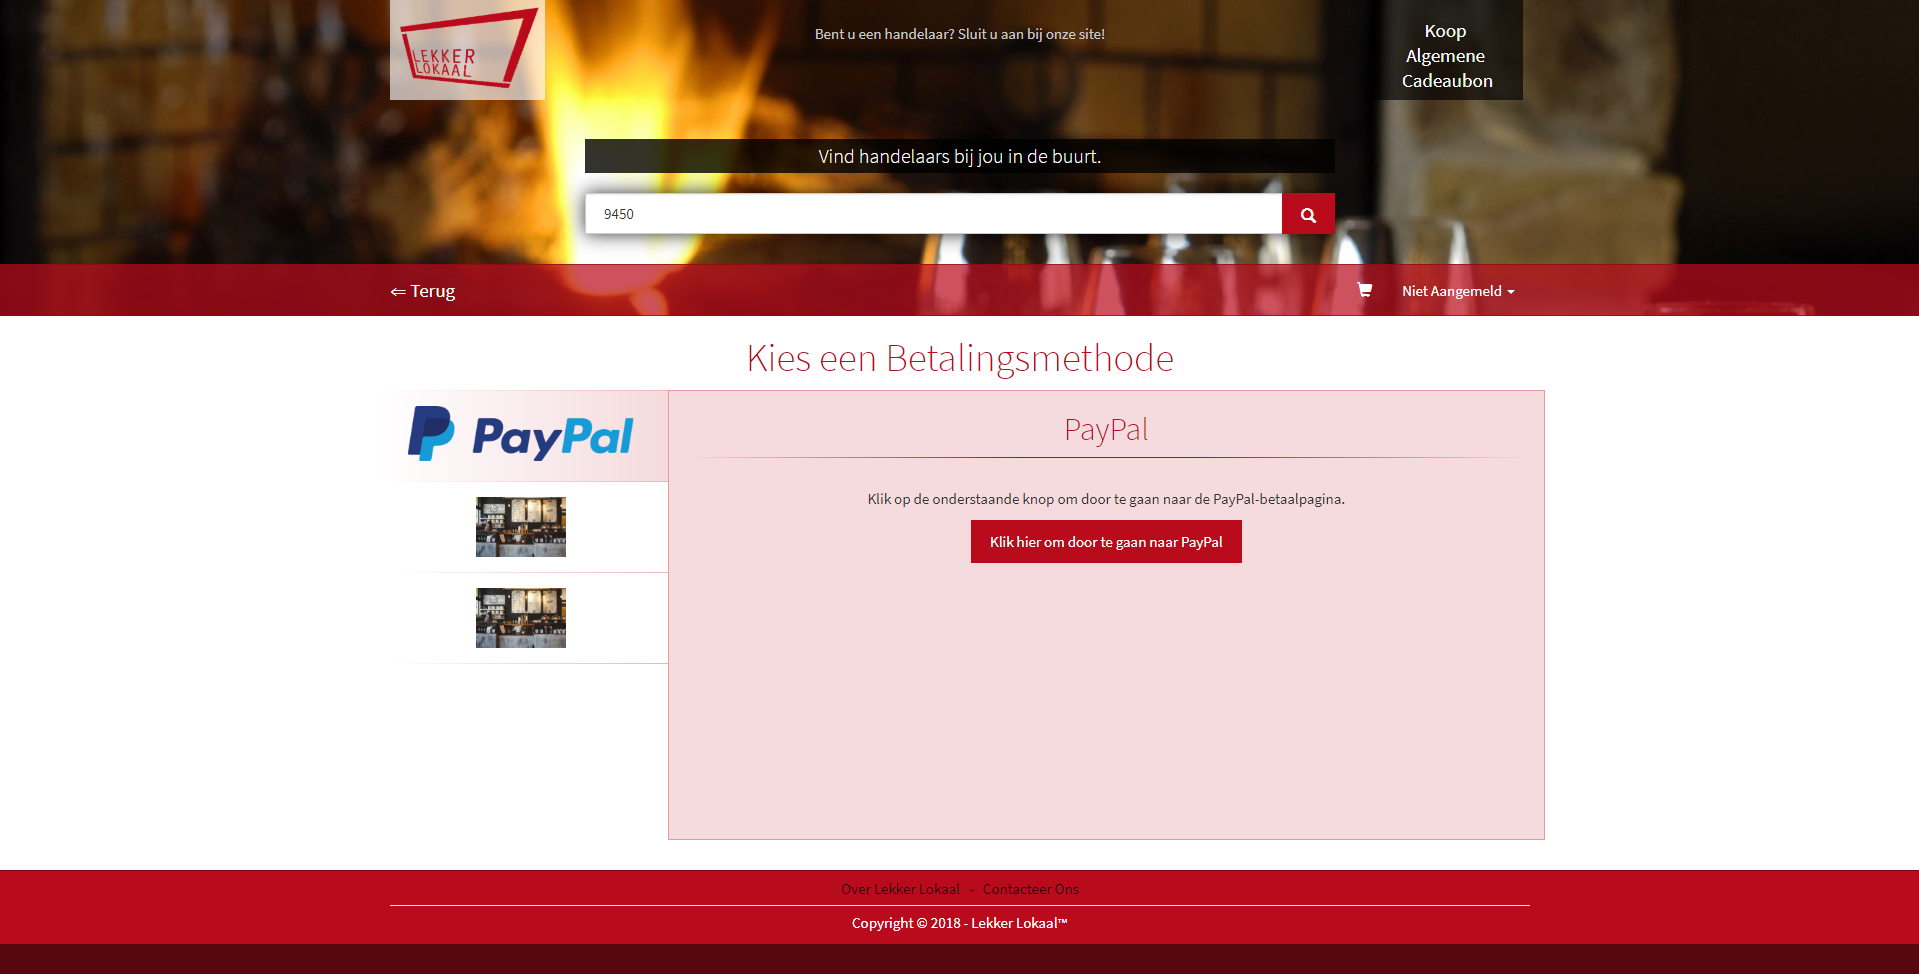 LEKKER
LOKAAL
Bent u een handelaar? Sluit u aan bij onze site!
Koop
Algemene
Cadeaubon
Vind handelaars bij jou in de buurt.
9450
⇐ Terug
Niet Aangemeld
Kies een Betalingsmethode
PayPal
PayPal
Klik op de onderstaande knop om door te gaan naar de PayPal-betaalpagina.
Klik hier om door te gaan naar PayPal
Over Lekker Lokaal - Contacteer Ons
Copyright © 2018 - Lekker Lokaal™